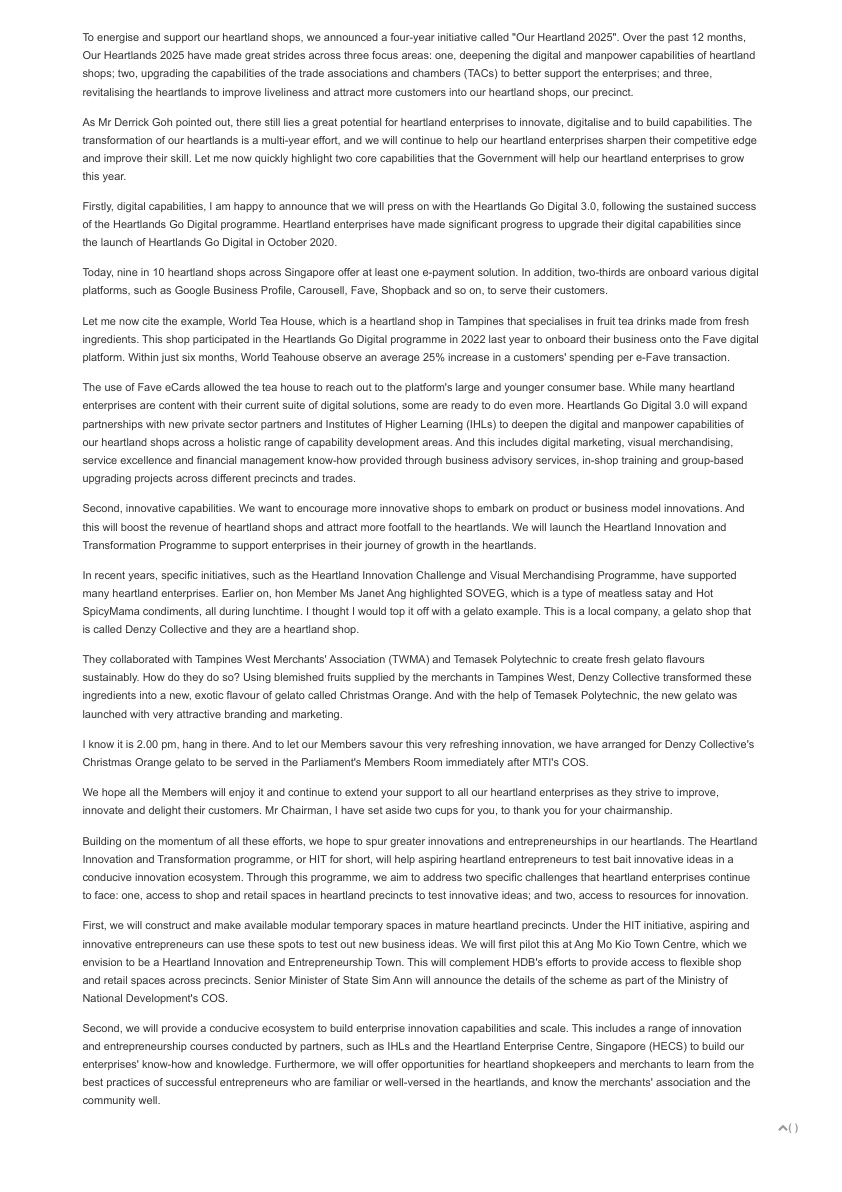 To energise and support our heartland shops, we announced a four-year initiative called "Our Heartland 2025". Over the past 12 months,
Our Heartlands 2025 have made great strides across three focus areas: one, deepening the digital and manpower capabilities of heartland
shops; two, upgrading the capabilities of the trade associations and chambers (TACs) to better support the enterprises; and three,
revitalising the heartlands to improve liveliness and attract more customers into our heartland shops, our precinct.
As Mr Derrick Goh pointed out, there still lies a great potential for heartland enterprises to innovate, digitalise and to build capabilities. The
transformation of our heartlands is a multi-year effort, and we will continue to help our heartland enterprises sharpen their competitive edge
and improve their skill. Let me now quickly highlight two core capabilities that the Government will help our heartland enterprises to grow
this year.
Firstly, digital capabilities, I am happy to announce that we will press on with the Heartlands Go Digital 3.0, following the sustained success
of the Heartlands Go Digital programme. Heartland enterprises have made significant progress to upgrade their digital capabilities since
the launch of Heartlands Go Digital in October 2020.
Today, nine in 10 heartland shops across Singapore offer at least one e-payment solution. In addition, two-thirds are onboard various digital
platforms, such as Google Business Profile, Carousell, Fave, Shopback and so on, to serve their customers.
Let me now cite the example, World Tea House, which is a heartland shop in Tampines that specialises in fruit tea drinks made from fresh
ingredients. This shop participated in the Heartlands Go Digital programme in 2022 last year to onboard their business onto the Fave digital
platform. Within just six months, World Teahouse observe an average 25% increase in a customers' spending per e-Fave transaction.
The use of Fave eCards allowed the tea house to reach out to the platform's large and younger consumer base. While many heartland
enterprises are content with their current suite of digital solutions, some are ready to do even more. Heartlands Go Digital 3.0 will expand
partnerships with new private sector partners and Institutes of Higher Learning (IHLs) to deepen the digital and manpower capabilities of
our heartland shops across a holistic range of capability development areas. And this includes digital marketing, visual merchandising,
service excellence and financial management know-how provided through business advisory services, in-shop training and group-based
upgrading projects across different precincts and trades.
Second, innovative capabilities. We want to encourage more innovative shops to embark on product or business model innovations. And
this will boost the revenue of heartland shops and attract more footfall to the heartlands. We will launch the Heartland Innovation and
Transformation Programme to support enterprises in their journey of growth in the heartlands.
In recent years, specific initiatives, such as the Heartland Innovation Challenge and Visual Merchandising Programme, have supported
many heartland enterprises. Earlier on, hon Member Ms Janet Ang highlighted SOVEG, which is a type of meatless satay and Hot
SpicyMama condiments, all during lunchtime. I thought I would top it off with a gelato example. This is a local company, a gelato shop that
is called Denzy Collective and they are a heartland shop.
They collaborated with Tampines West Merchants' Association (TWMA) and Temasek Polytechnic to create fresh gelato flavours
sustainably. How do they do so? Using blemished fruits supplied by the merchants in Tampines West, Denzy Collective transformed these
ingredients into a new, exotic flavour of gelato called Christmas Orange. And with the help of Temasek Polytechnic, the new gelato was
launched with very attractive branding and marketing.
I know it is 2.00 pm, hang in there. And to let our Members savour this very refreshing innovation, we have arranged for Denzy Collective's
Christmas Orange gelato to be served in the Parliament's Members Room immediately after MTI's COS.
We hope all the Members will enjoy it and continue to extend your support to all our heartland enterprises as they strive to improve,
innovate and delight their customers. Mr Chairman, I have set aside two cups for you, to thank you for your chairmanship.
Building on the momentum of all these efforts, we hope to spur greater innovations and entrepreneurships in our heartlands. The Heartland
Innovation and Transformation programme, or HIT for short, will help aspiring heartland entrepreneurs to test bait innovative ideas in a
conducive innovation ecosystem. Through this programme, we aim to address two specific challenges that heartland enterprises continue
to face: one, access to shop and retail spaces in heartland precincts to test innovative ideas; and two, access to resources for innovation.
First, we will construct and make available modular temporary spaces in mature heartland precincts. Under the HIT initiative, aspiring and
innovative entrepreneurs can use these spots to test out new business ideas. We will first pilot this at Ang Mo Kio Town Centre, which we
envision to be a Heartland Innovation and Entrepreneurship Town. This will complement HDB's efforts to provide access to flexible shop
and retail spaces across precincts. Senior Minister of State Sim Ann will announce the details of the scheme as part of the Ministry of
National Development's COS.
Second, we will provide a conducive ecosystem to build enterprise innovation capabilities and scale. This includes a range of innovation
and entrepreneurship courses conducted by partners, such as IHLs and the Heartland Enterprise Centre, Singapore (HECS) to build our
enterprises' know-how and knowledge. Furthermore, we will offer opportunities for heartland shopkeepers and merchants to learn from the
best practices of successful entrepreneurs who are familiar or well-versed in the heartlands, and know the merchants' association and the
community well.
( )